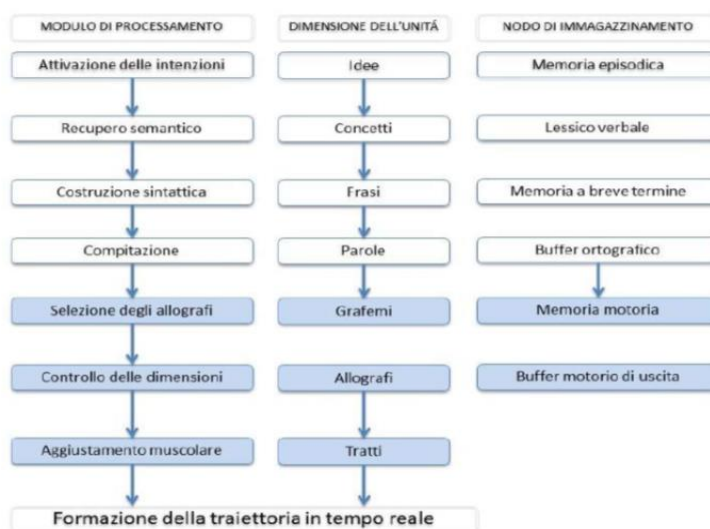 MODULO DI PROCESSAMENTO
DIMENSIONE DELL'UNITÁ
NODO DI IMMAGAZZINAMENTO
Attivazione delle intenzioni
Idee
Memoria episodica
Recupero semantico
Concetti
Lessico verbale
Costruzione sintattica
Frasi
Memoria a breve termine
Compitazione
Parole
Buffer ortografico
Selezione degli allografi
Grafemi
Memoria motoria
Controllo delle dimensioni
Allografi
Buffer motorio di uscita
Aggiustamento muscolare
Tratti
Formazione della traiettoria in tempo reale